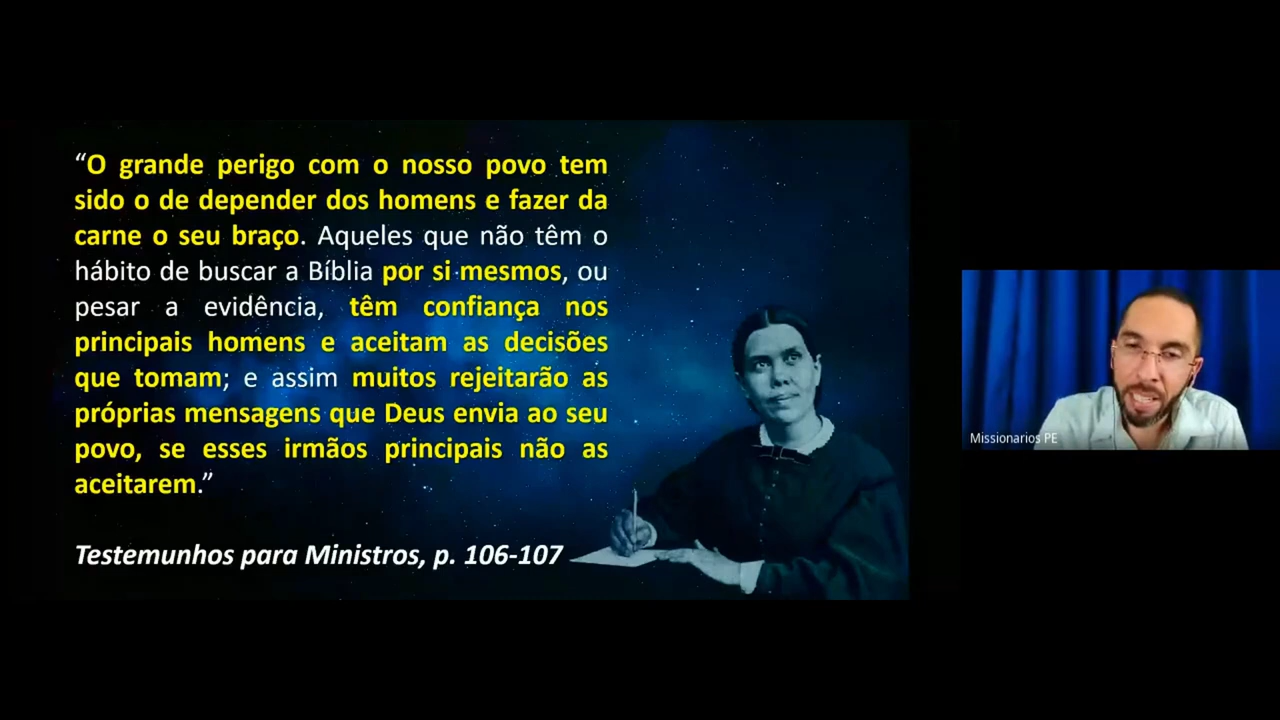 “O grande perigo com o nosso povo tem
sido o de depender dos homens e fazer da
carne o seu braço. Aqueles que não têm o
hábito de buscar a Bíblia por si mesmos, ou
pesar a evidência, têm confiança nos
principais homens e aceitam as decisões
que tomam; e assim muitos rejeitarão as
próprias mensagens que Deus envia ao seu
povo, se esses irmãos principais não as
aceitarem.”
Testemunhos para Ministros, p. 106-107
Missionarios PE